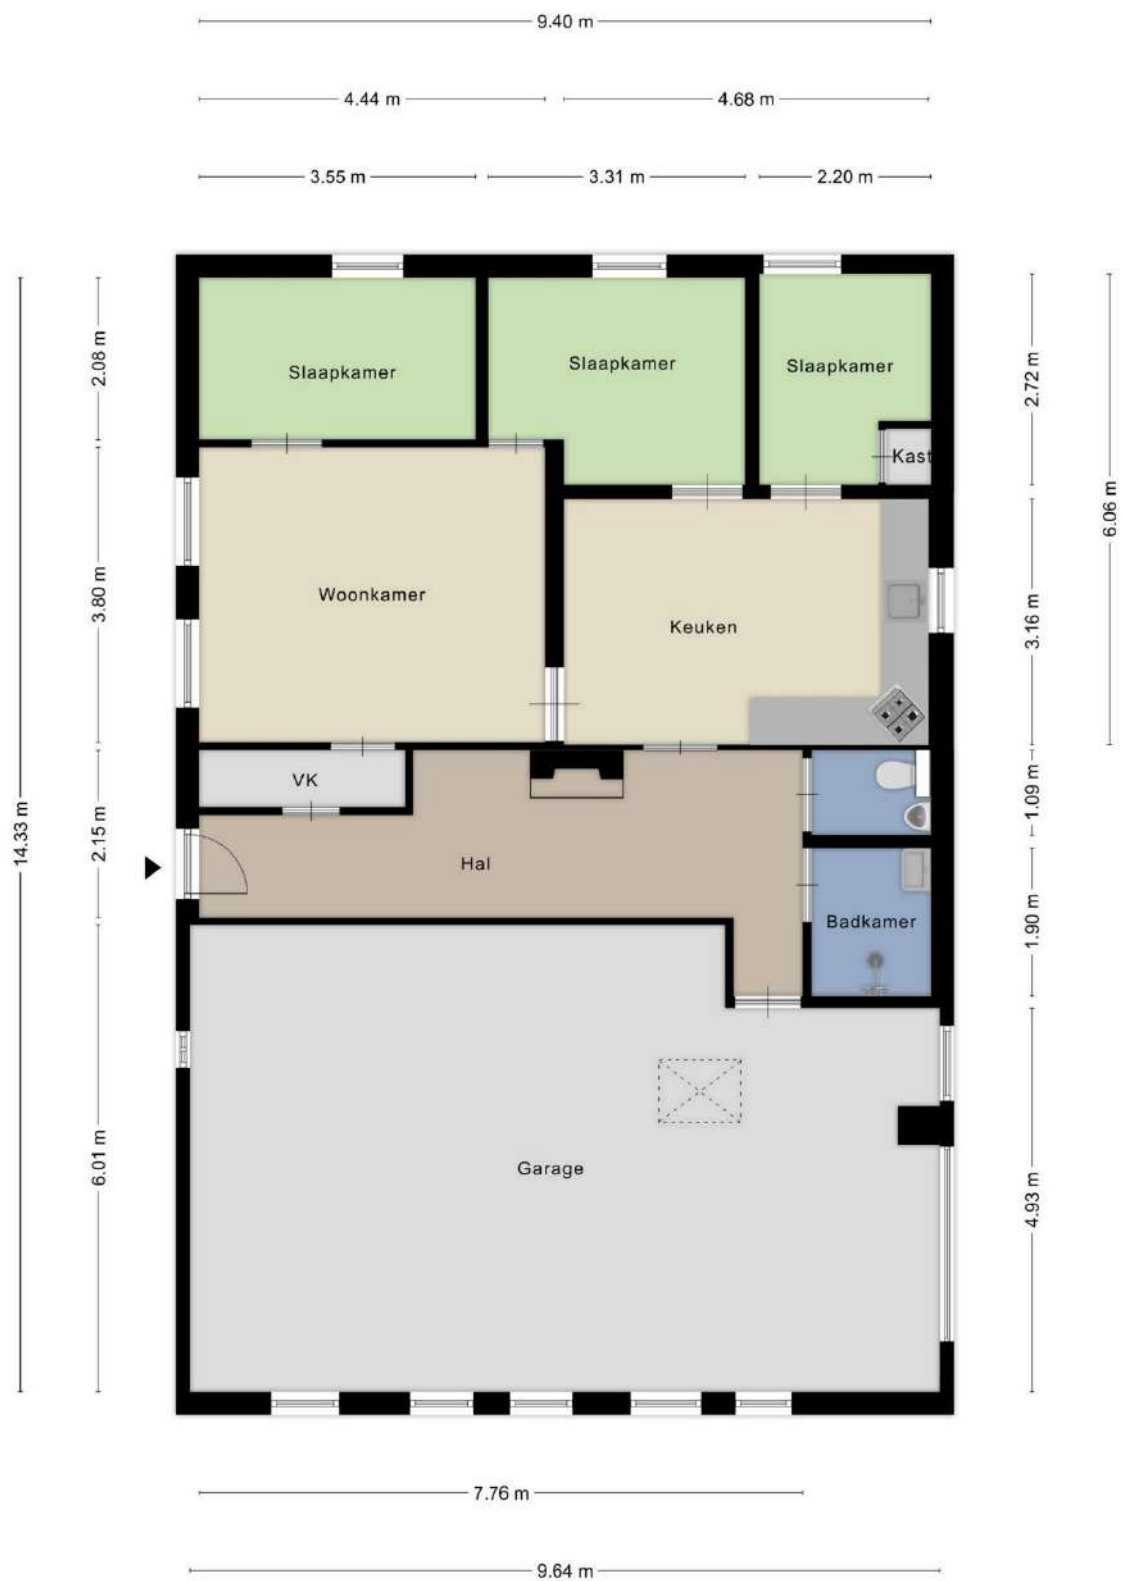 9.40 m
4.44 m
4.68 m
3.55 m
3.31 m
2.20 m
2.08 m
3.80 m
2.15 m
6.01 m
14.33 m
Slaapkamer
Slaapkamer
Slaapkamer
Kast
Woonkamer
Keuken
VK
Hal
Badkamer
Garage
2.72 m
3.16 m
1.09 m
1.90 m
4.93 m
6.06 m
7.76 m
9.64 m